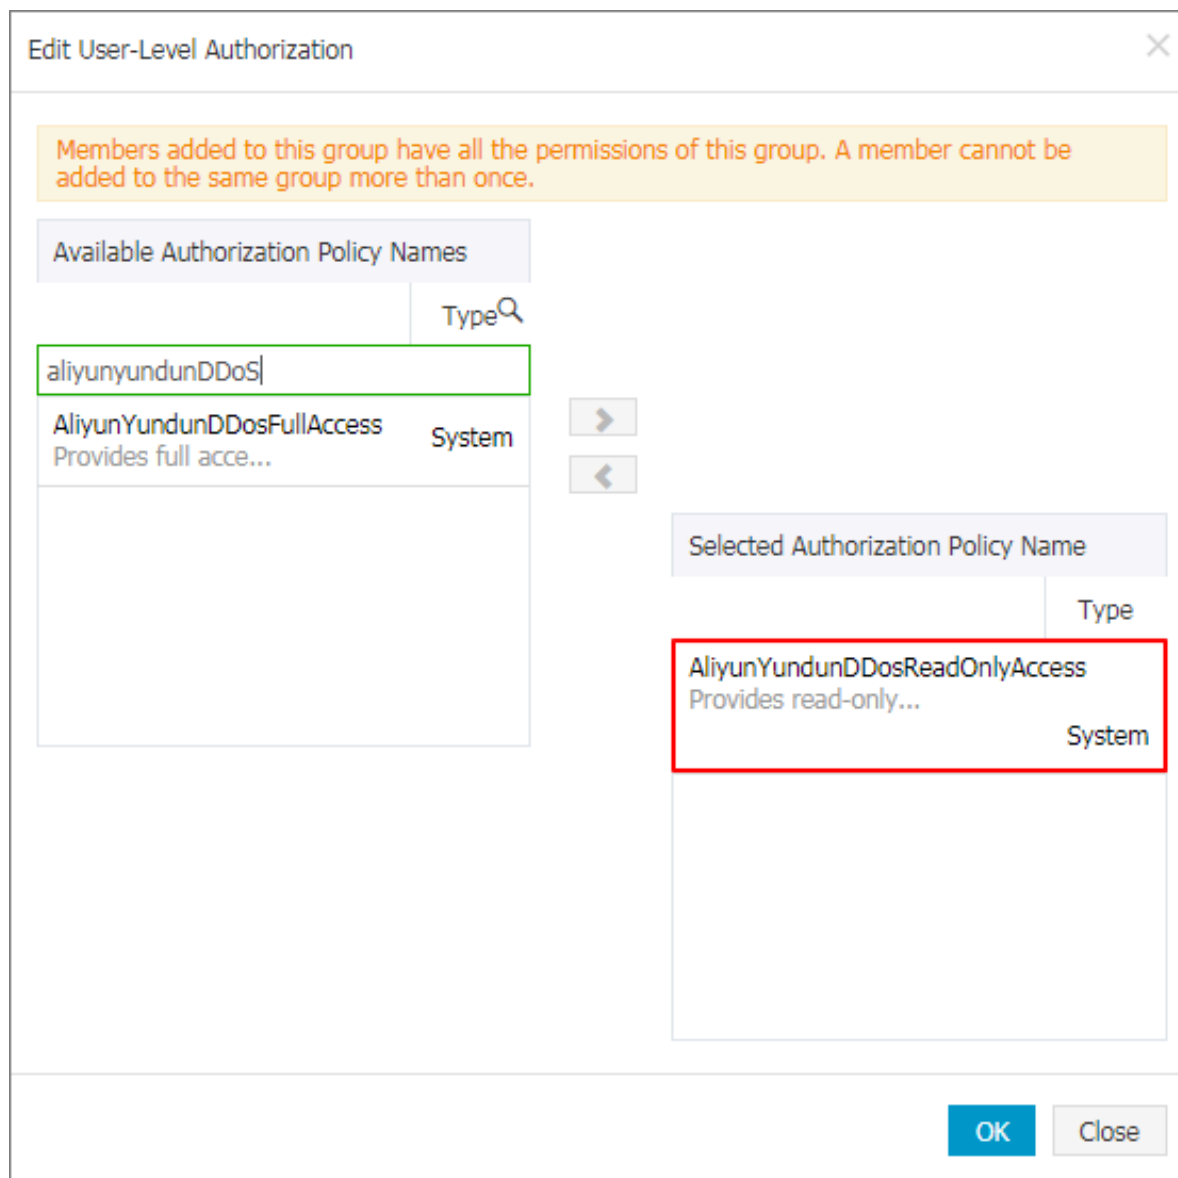 Edit User-Level Authorization
Members added to this group have all the permissions of this group. A member cannot be
added to the same group more than once.
Available Authorization Policy Names
Type
aliyunyundunDDoS
AliyunYundunDDosFullAccess
System
Provides full acce...
Selected Authorization Policy Name
Type
AliyunYundunDDosReadOnlyAccess
Provides read-only...
System
OK
Close